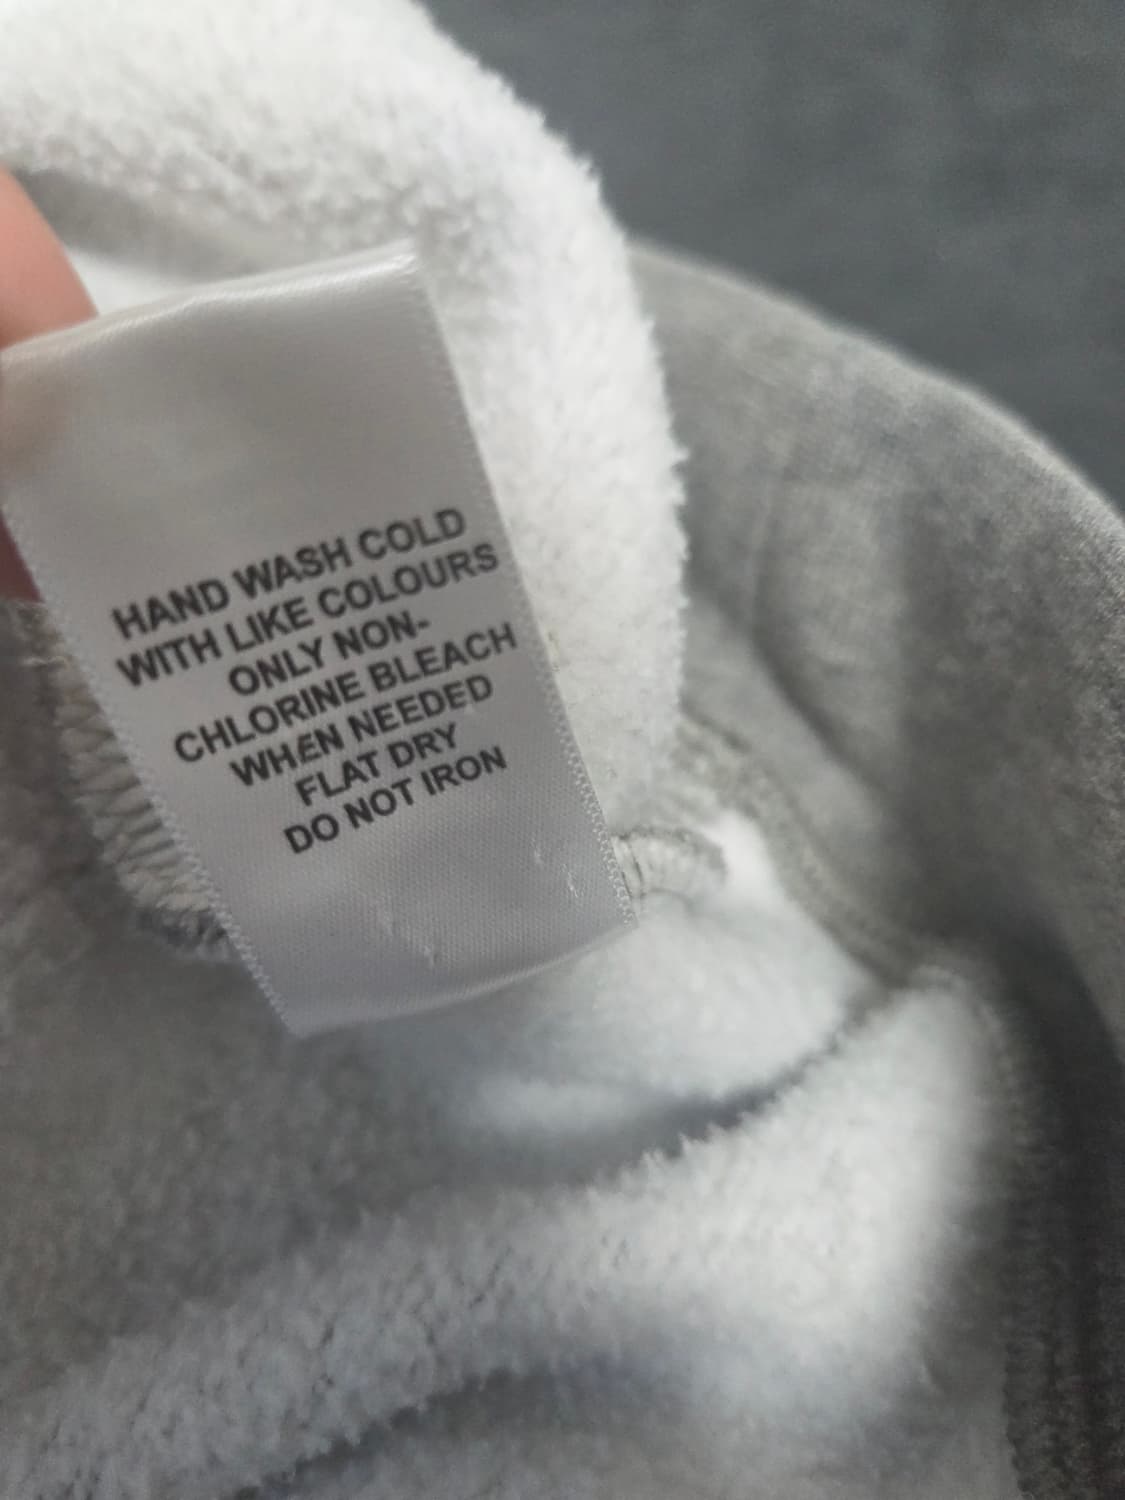 HAND WASH COLD
WITH LIKE COLOURS
ONLY NON-
CHLORINE BLEACH
WHEN NEEDED
FLAT DRY
DO NOT IRON